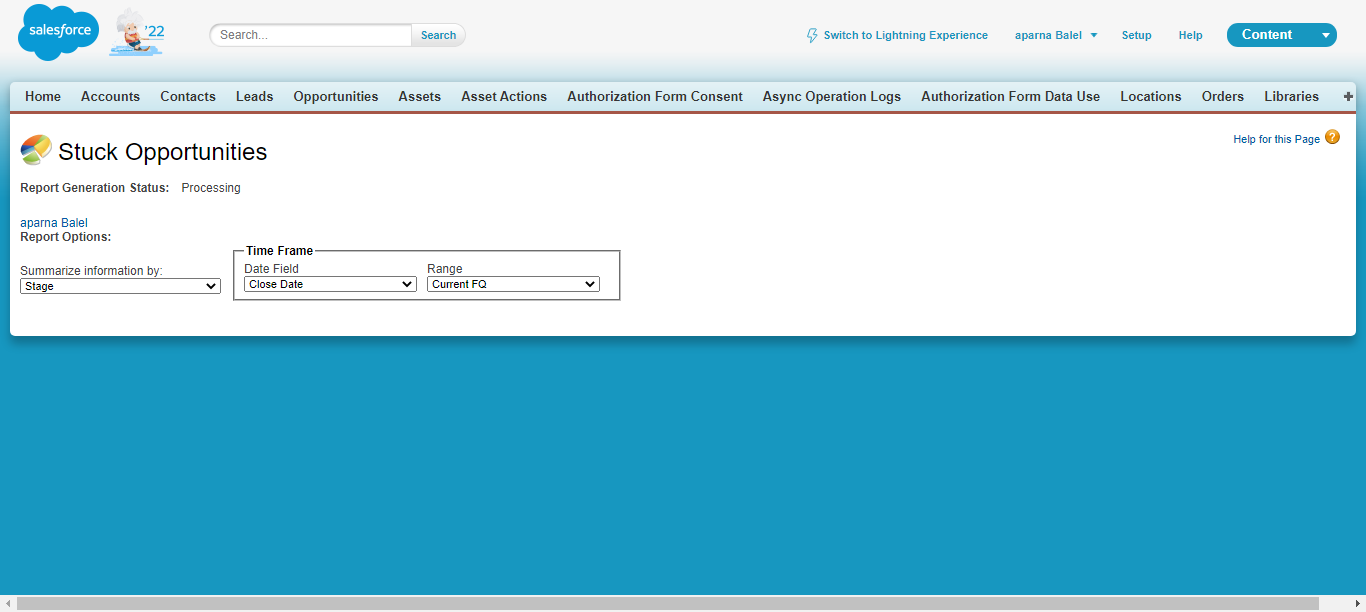 salesforce
'22
Search...
Search
Switch to Lightning Experience
aparna Balel
Setup
Help
Content
Home Accounts Contacts Leads Opportunities Assets Asset Actions Authorization Form Consent Async Operation Logs Authorization Form Data Use Locations Orders Libraries +
Stuck Opportunities
Help for this Page ?
Report Generation Status: Processing
aparna Balel
Report Options:
Time Frame
Summarize information by:
Date Field Range
Stage
Close Date Current FQ